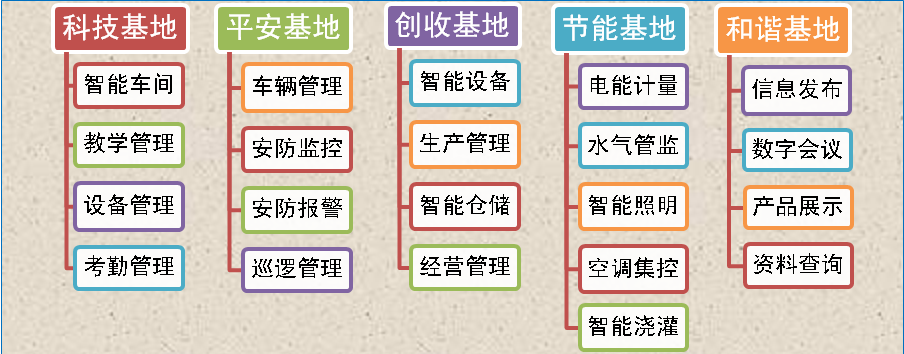 科技基地
智能车间
教学管理
设备管理
考勤管理
平安基地
车辆管理
安防监控
安防报警
巡逻管理
创收基地
智能设备
生产管理
智能仓储
经营管理
节能基地
电能计量
水气管监
智能照明
空调集控
智能浇灌
和谐基地
信息发布
数字会议
产品展示
资料查询